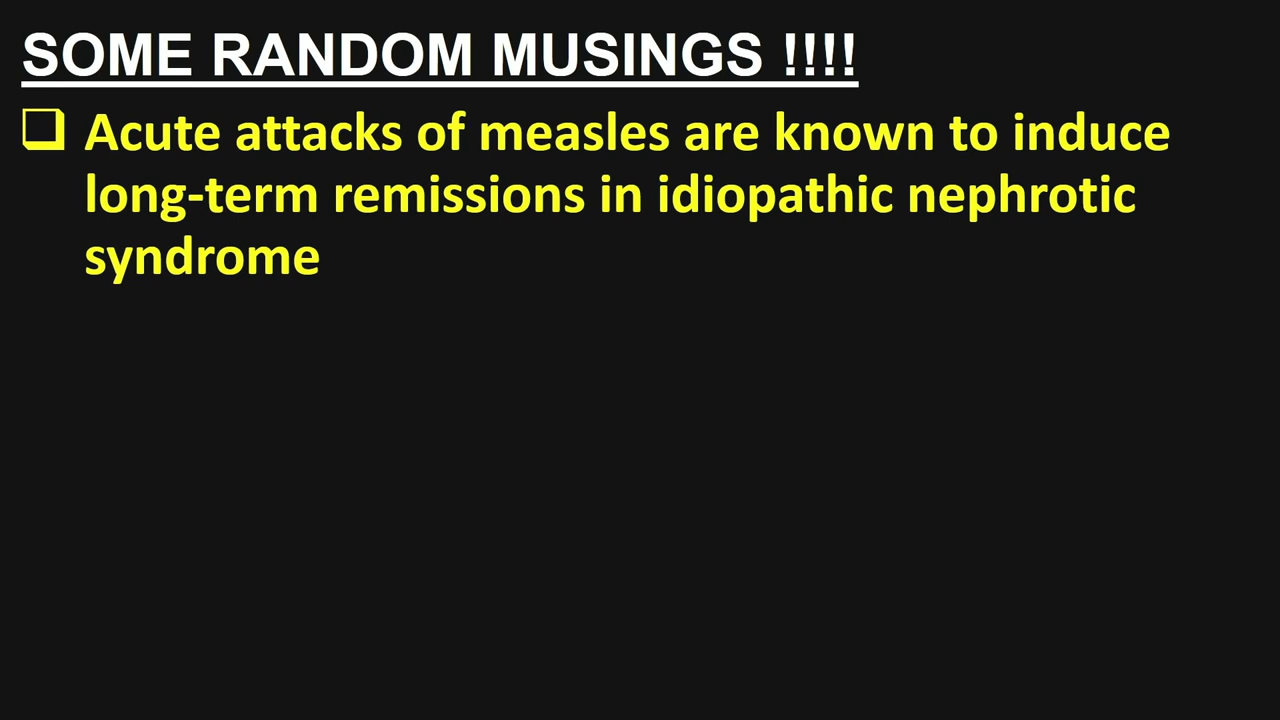 SOME RANDOM MUSINGS !!!!
❑ Acute attacks of measles are known to induce
long-term remissions in idiopathic nephrotic
syndrome